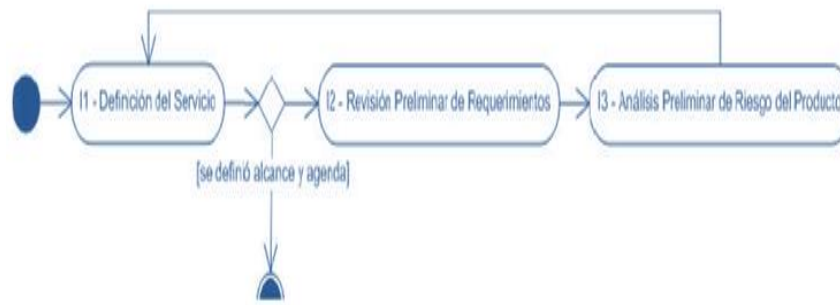 I1 - Definición del Servicio
I2 - Revisión Preliminar de Requerimientos
I3 - Análisis Preliminar de Riesgo del Producto
[se definió alcance y agenda]